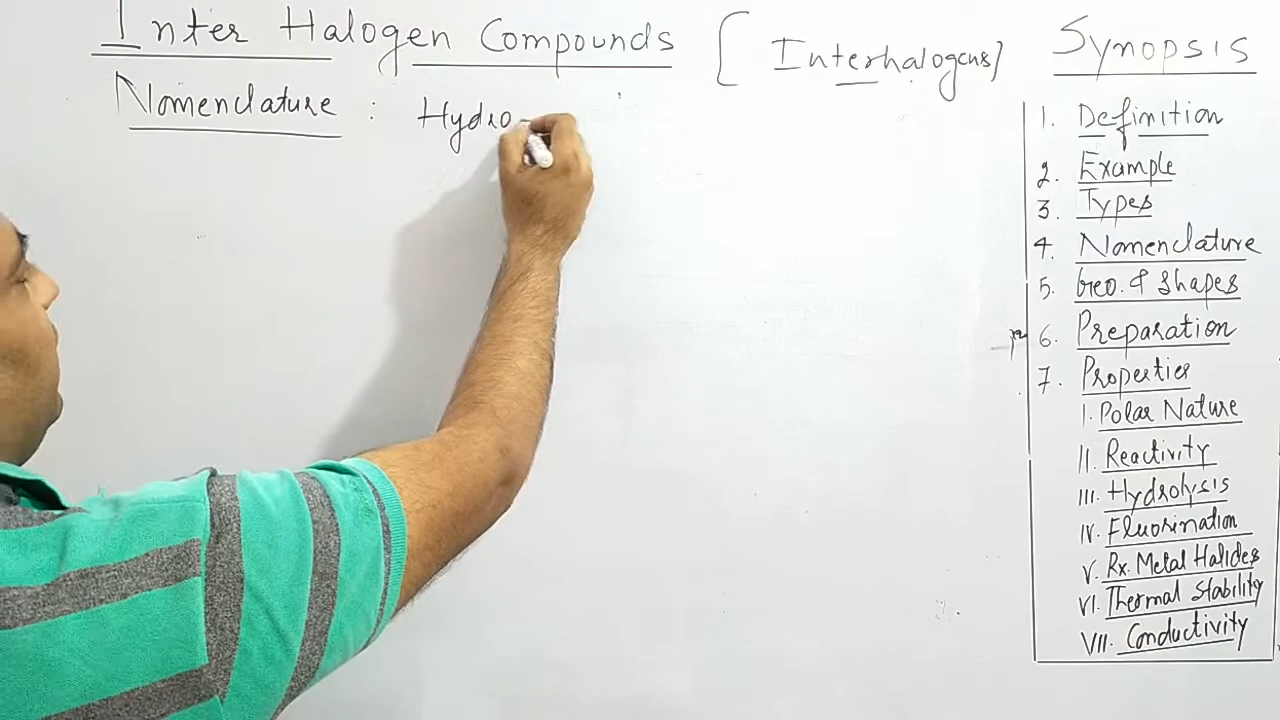 Inter Halogen Compounds [Interhalogens]
Nomenclature : Hydro
Synopsis
1. Definition
2. Example
3. Types
4. Nomenclature
5. Geo. & Shapes
6. Preparation
7. Properties
I. Polar Nature
II. Reactivity
III. Hydrolysis
IV. Fluorination
V. Rx. Metal Halides
VI. Thermal Stability
VII. Conductivity